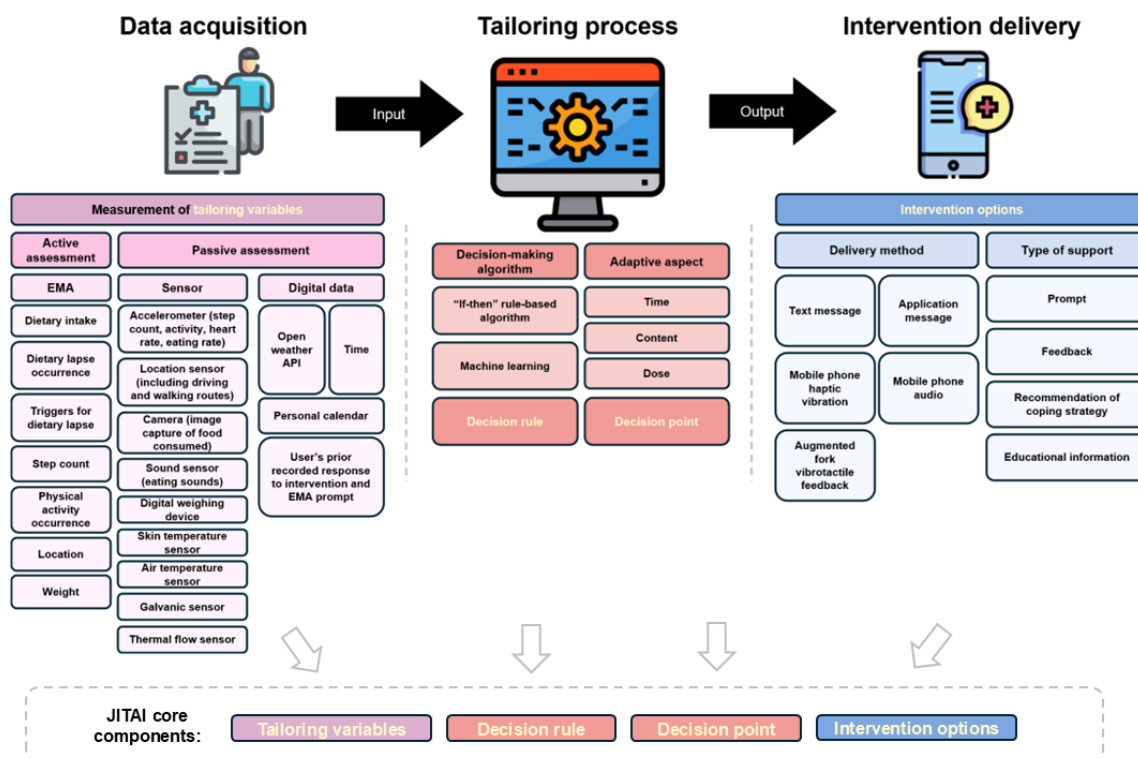 Data acquisition
Tailoring process
Intervention delivery
Input
Output
Measurement of tailoring variables
Active
assessment
Passive assessment
EMA
Sensor
Digital data
Dietary intake
Dietary lapse
occurrence
Triggers for
dietary lapse
Step count
Physical
activity
occurrence
Location
Weight
Accelerometer (step
count, activity, heart
rate, eating rate)
Location sensor
(including driving
and walking routes)
Camera (image
capture of food
consumed)
Sound sensor
(eating sounds)
Digital weighing
device
Skin temperature
sensor
Air temperature
sensor
Galvanic sensor
Thermal flow sensor
Open
weather
API
Time
Personal calendar
User's prior
recorded response
to intervention and
EMA prompt
Decision-making
algorithm
Adaptive aspect
“If-then” rule-based
algorithm
Machine learning
Decision rule
Time
Content
Dose
Decision point
Intervention options
Delivery method
Type of support
Text message
Application
message
Mobile phone
haptic
vibration
Mobile phone
audio
Augmented
fork
vibrotactile
feedback
Prompt
Feedback
Recommendation of
coping strategy
Educational information
JITAI core
components:
Tailoring variables
Decision rule
Decision point
Intervention options